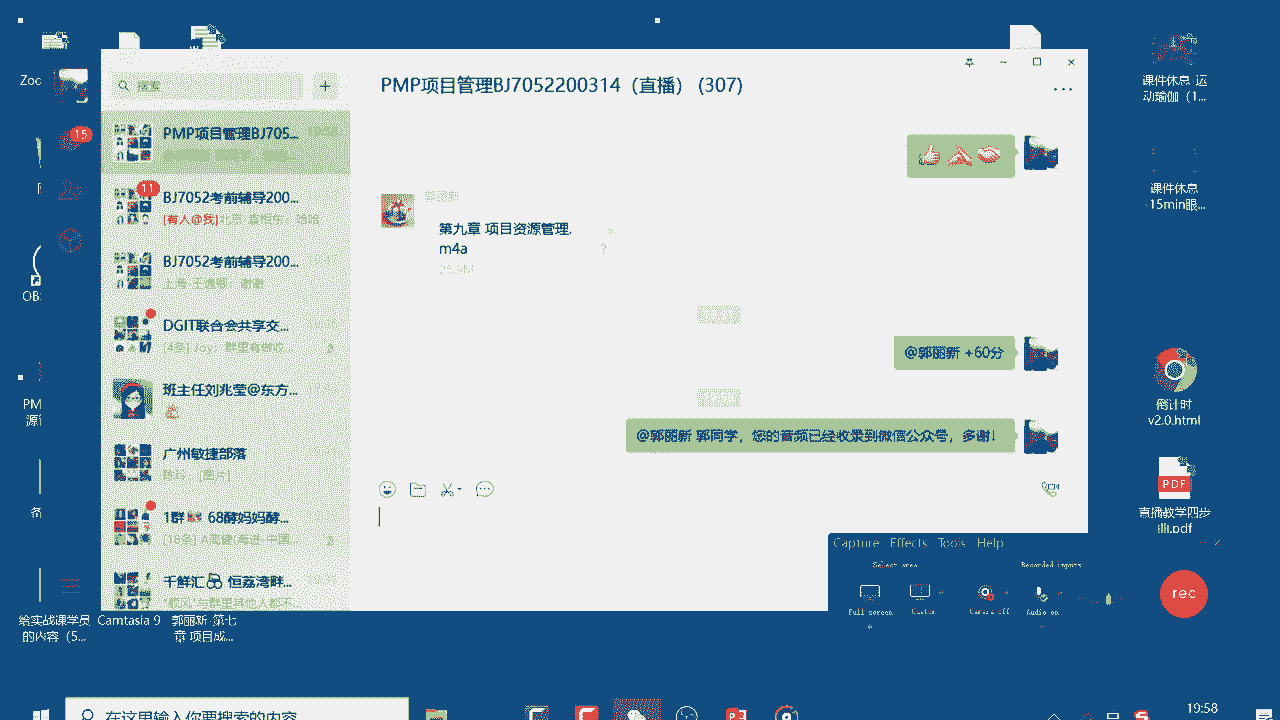 Zoc
搜索
PMP项目管理BJ7052200314（直播） (307)
课件休息 运
动瑜伽（1...
15
PMP项目管理BJ705...
11
BJ7052考前辅导200...
[有人@我]
第九章 项目资源管理.
m4a
课件休息
-15min眼...
BJ7052考前辅导200...
OB
DGIT联合会共享交...
@郭丽新 +60分
班主任刘兆莹@东方...
倒计时
v2.0.html
PM
源管
@郭丽新 郭同学，您的音频已经收录到微信公众号，多谢！
广州敏捷部落
[图片]
PDF
直播教学四步
曲.pdf
备
1群 68酵妈妈酵...
千鲜汇 恒荔湾畔...
Capture Effects Tools Help
Select area
Recorded inputs
Full screen
Custom
Camera off
Audio on
rec
给实战课学员
的内容（5...
Camtasia 9
郭丽新-第七
章 项目成...
在这里输入你要搜索的内容
19:58